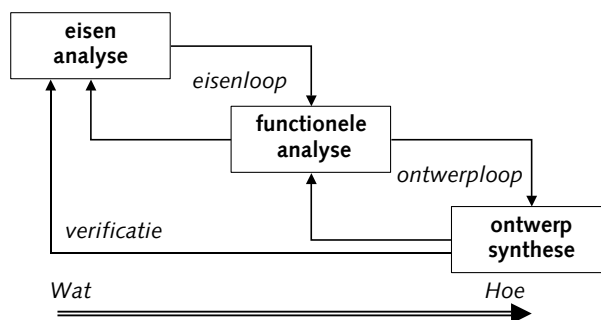 eisen
analyse
eisenloop
functionele
analyse
ontwerploop
ontwerp
synthese
verificatie
Wat
Hoe